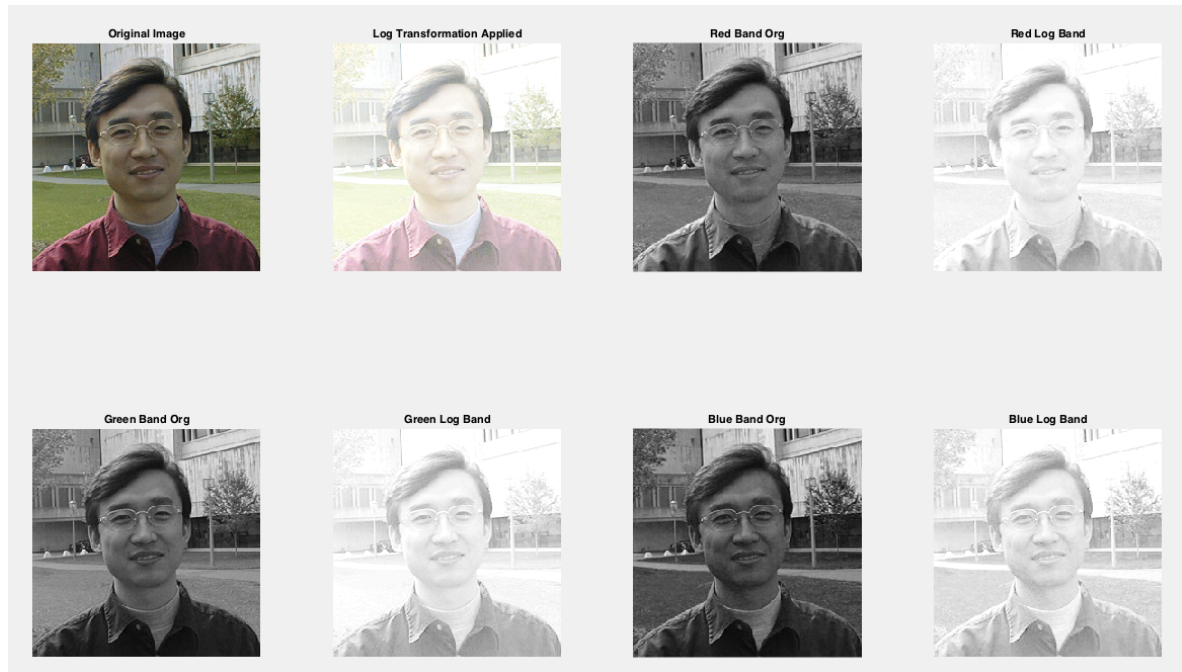 Original Image
Log Transformation Applied
Red Band Org
Red Log Band
Green Band Org
Green Log Band
Blue Band Org
Blue Log Band